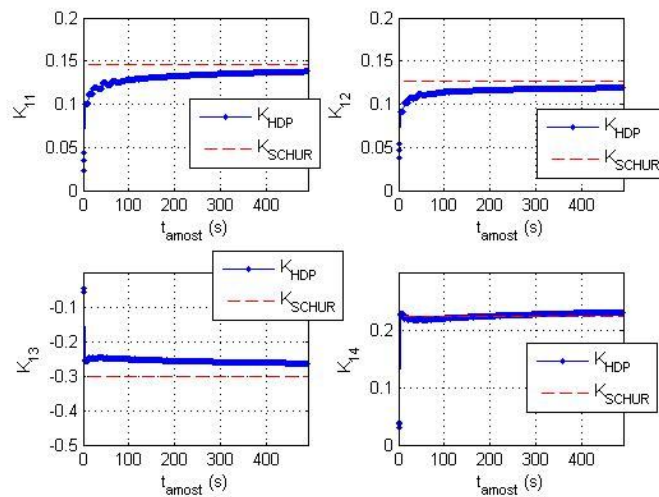 0.2
0.15
0.1
0.05
0
K11
KHDP
KSCHUR
0 100 200 300 400
tamost (s)
0.2
0.15
0.1
0.05
0
K12
KHDP
KSCHUR
0 100 200 300 400
tamost (s)
-0.1
-0.2
-0.3
-0.4
-0.5
K13
KHDP
KSCHUR
0 100 200 300 400
tamost (s)
0.2
0.1
0
K14
KHDP
KSCHUR
0 100 200 300 400
tamost (s)